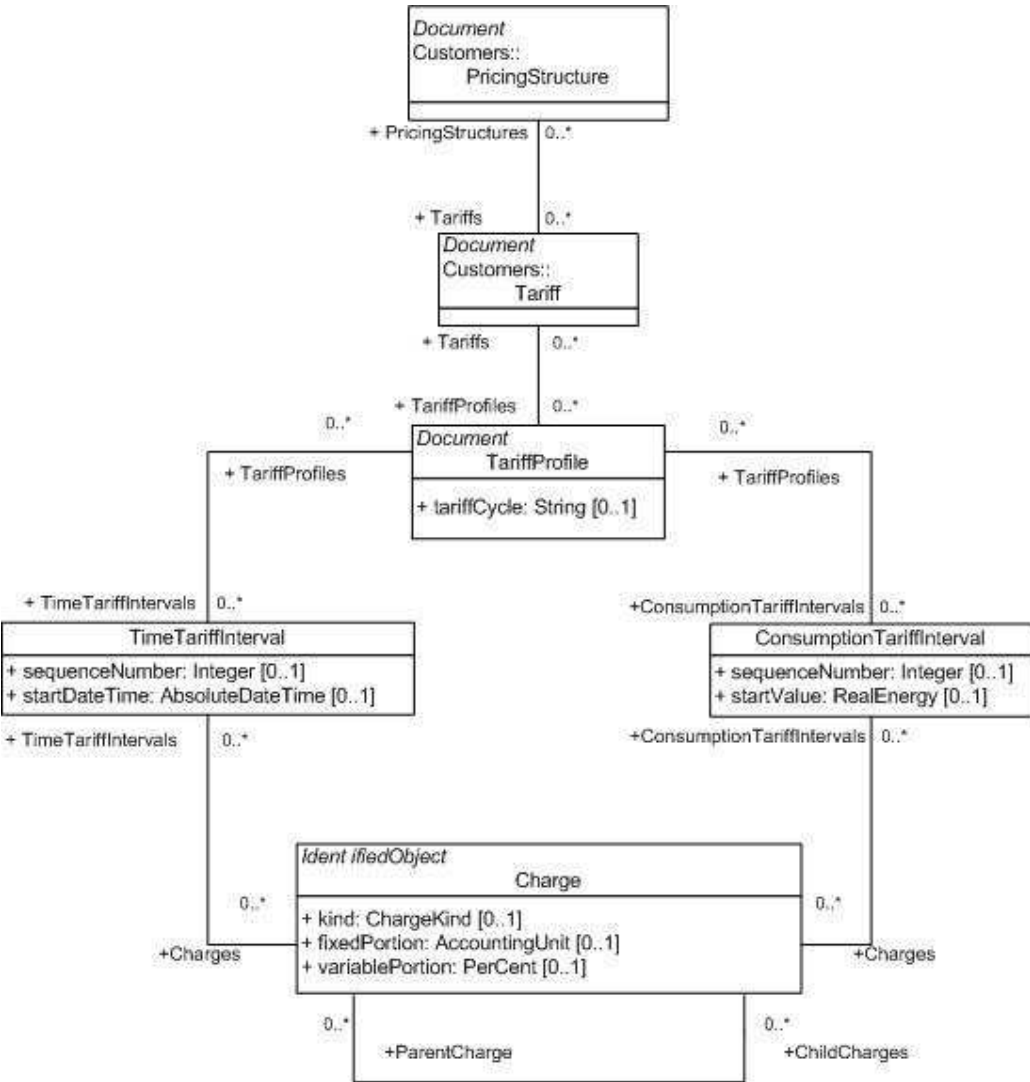 Document
Customers::
PricingStructure
+ PricingStructures 0..*
+ Tariffs 0..*
Document
Customers::
Tariff
+ Tariffs 0..*
+ TariffProfiles 0..*
0..* 0..*
Document
TariffProfile
+ TariffProfiles + TariffProfiles
+ tariffCycle: String [0..1]
+ TimeTariffIntervals 0..*
+ConsumptionTariffIntervals 0..*
TimeTariffInterval
+ sequenceNumber: Integer [0..1]
+ startDateTime: AbsoluteDateTime [0..1]
ConsumptionTariffInterval
+ sequenceNumber: Integer [0..1]
+ startValue: RealEnergy [0..1]
+ TimeTariffIntervals 0..*
+ConsumptionTariffIntervals 0..*
Ident ifiedObject
Charge
0..* 0..*
+ kind: ChargeKind [0..1]
+ fixedPortion: AccountingUnit [0..1]
+ variablePortion: PerCent [0..1]
+Charges +Charges
0..* 0..*
+ParentCharge +ChildCharges